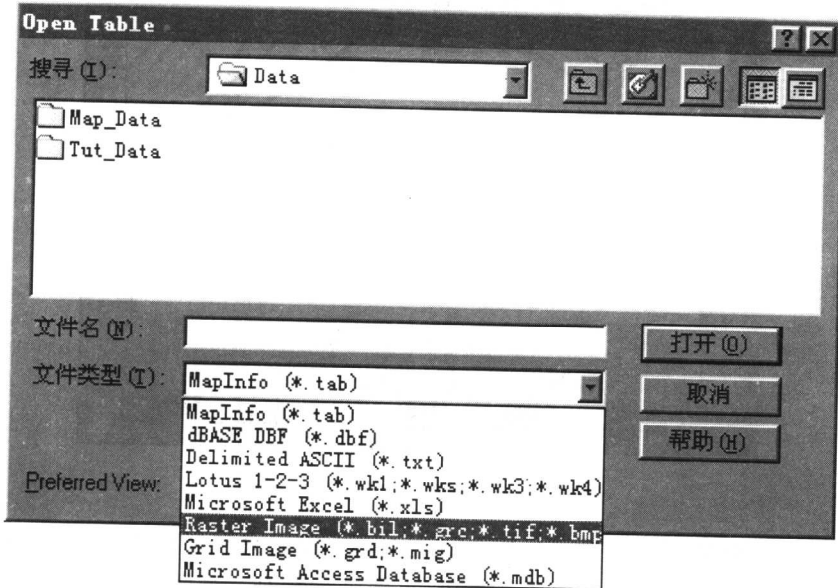 Open Table
搜寻(I):
Data
Map_Data
Tut_Data
文件名(N):
打开(O)
文件类型(T):
MapInfo (*.tab)
取消
MapInfo (*.tab)
dBASE DBF (*.dbf)
帮助(H)
Delimited ASCII (*.txt)
Lotus 1-2-3 (*.wk1;*.wks;*.wk3;*.wk4)
Preferred View:
Microsoft Excel (*.xls)
Raster Image (*.bil;*.grc;*.tif;*.bmp
Grid Image (*.grd;*.mig)
Microsoft Access Database (*.mdb)